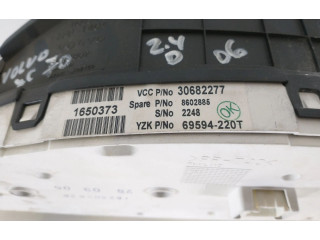 VOLVO
XC 70
2.4 D 06
VCC P/No 30682277
1650373
Spare P/No 8602885
S/No 2248
OK
YZK P/No 69594-220T